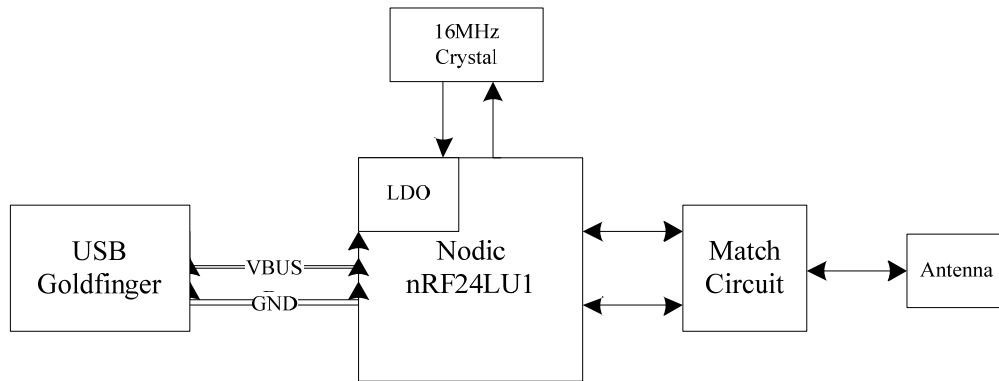 16MHz
Crystal
LDO
USB
Goldfinger
VBUS
GND
Nodic
nRF24LU1
Match
Circuit
Antenna